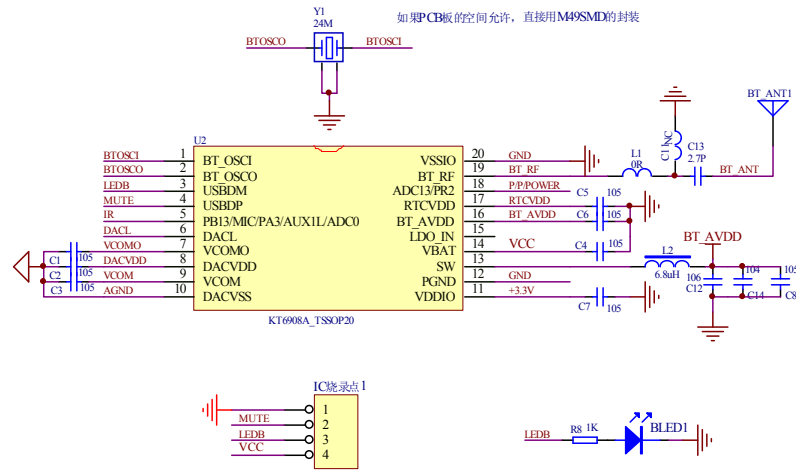 Y1
24M
如果PCB板的空间允许，直接用M49SMD的封装
BTOSCO
BTOSCI
BT_ANT1
U2
BTOSCI 1 BT_OSCI
BTOSCO 2 BT_OSCO
LEDB 3 USBDM
MUTE 4 USBDP
IR 5 PB13/MIC/PA3/AUX1L/ADC0
DACL 6 DACL
VCOMO 7 VCOMO
DACVDD 8 DACVDD
VCOM 9 VCOM
AGND 10 DACVSS
C1 105
C2 105
C3 105
VSSIO 20 GND
BT_RF 19 BT_RF
ADC13/PR2 18 P/P/POWER
RTCVDD 17 RTCVDD
BT_AVDD 16 BT_AVDD
LDO_IN 15
VBAT 14 VCC
SW 13
PGND 12 GND
VDDIO 11 +3.3V
C5 105
C6 105
C4 105
C7 105
L1
0R
C11
NC
C13
2.7P
BT_ANT
L2
6.8uH
BT_AVDD
106
C12
104
C14
105
C8
KT6908A_TSSOP20
IC烧录点1
1
MUTE 2
LEDB 3
VCC 4
LEDB R8 1K BLED1